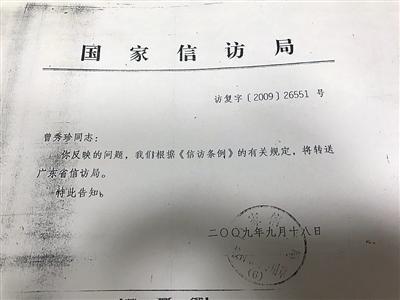 国家信访局
访复字〔2009〕26551 号
曾秀珍同志：
你反映的问题，我们根据《信访条例》的有关规定，将转送
广东省信访局。
特此告知。
二〇〇九年九月十八日
(6)